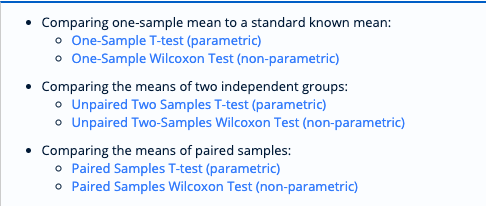 Comparing one-sample mean to a standard known mean:
One-Sample T-test (parametric)
One-Sample Wilcoxon Test (non-parametric)
Comparing the means of two independent groups:
Unpaired Two Samples T-test (parametric)
Unpaired Two-Samples Wilcoxon Test (non-parametric)
Comparing the means of paired samples:
Paired Samples T-test (parametric)
Paired Samples Wilcoxon Test (non-parametric)